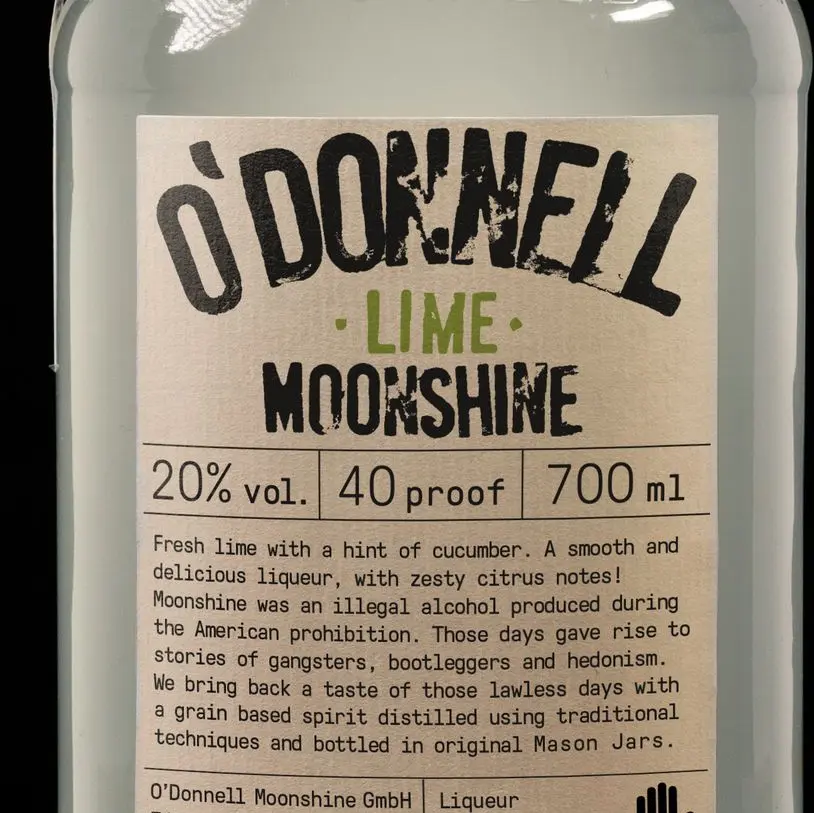 O'DONNELL
· LIME ·
MOONSHINE
20% vol. 40 proof 700 ml
Fresh lime with a hint of cucumber. A smooth and
delicious liqueur, with zesty citrus notes!
Moonshine was an illegal alcohol produced during
the American prohibition. Those days gave rise to
stories of gangsters, bootleggers and hedonism.
We bring back a taste of those lawless days with
a grain based spirit distilled using traditional
techniques and bottled in original Mason Jars.
O'Donnell Moonshine GmbH Liqueur